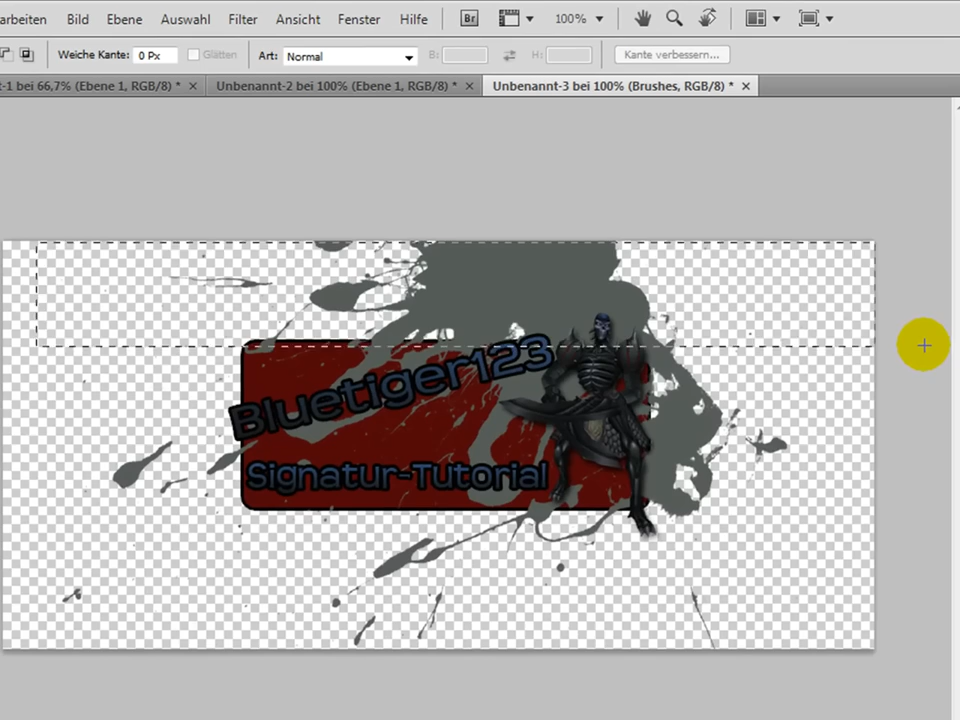 arbeiten Bild Ebene Auswahl Filter Ansicht Fenster Hilfe Br 100%
Weiche Kante: 0 Px Glätten Art: Normal B: H: Kante verbessern...
t-1 bei 66,7% (Ebene 1, RGB/8) * Unbenannt-2 bei 100% (Ebene 1, RGB/8) * Unbenannt-3 bei 100% (Brushes, RGB/8) *
Bluetiger123
Signatur-Tutorial